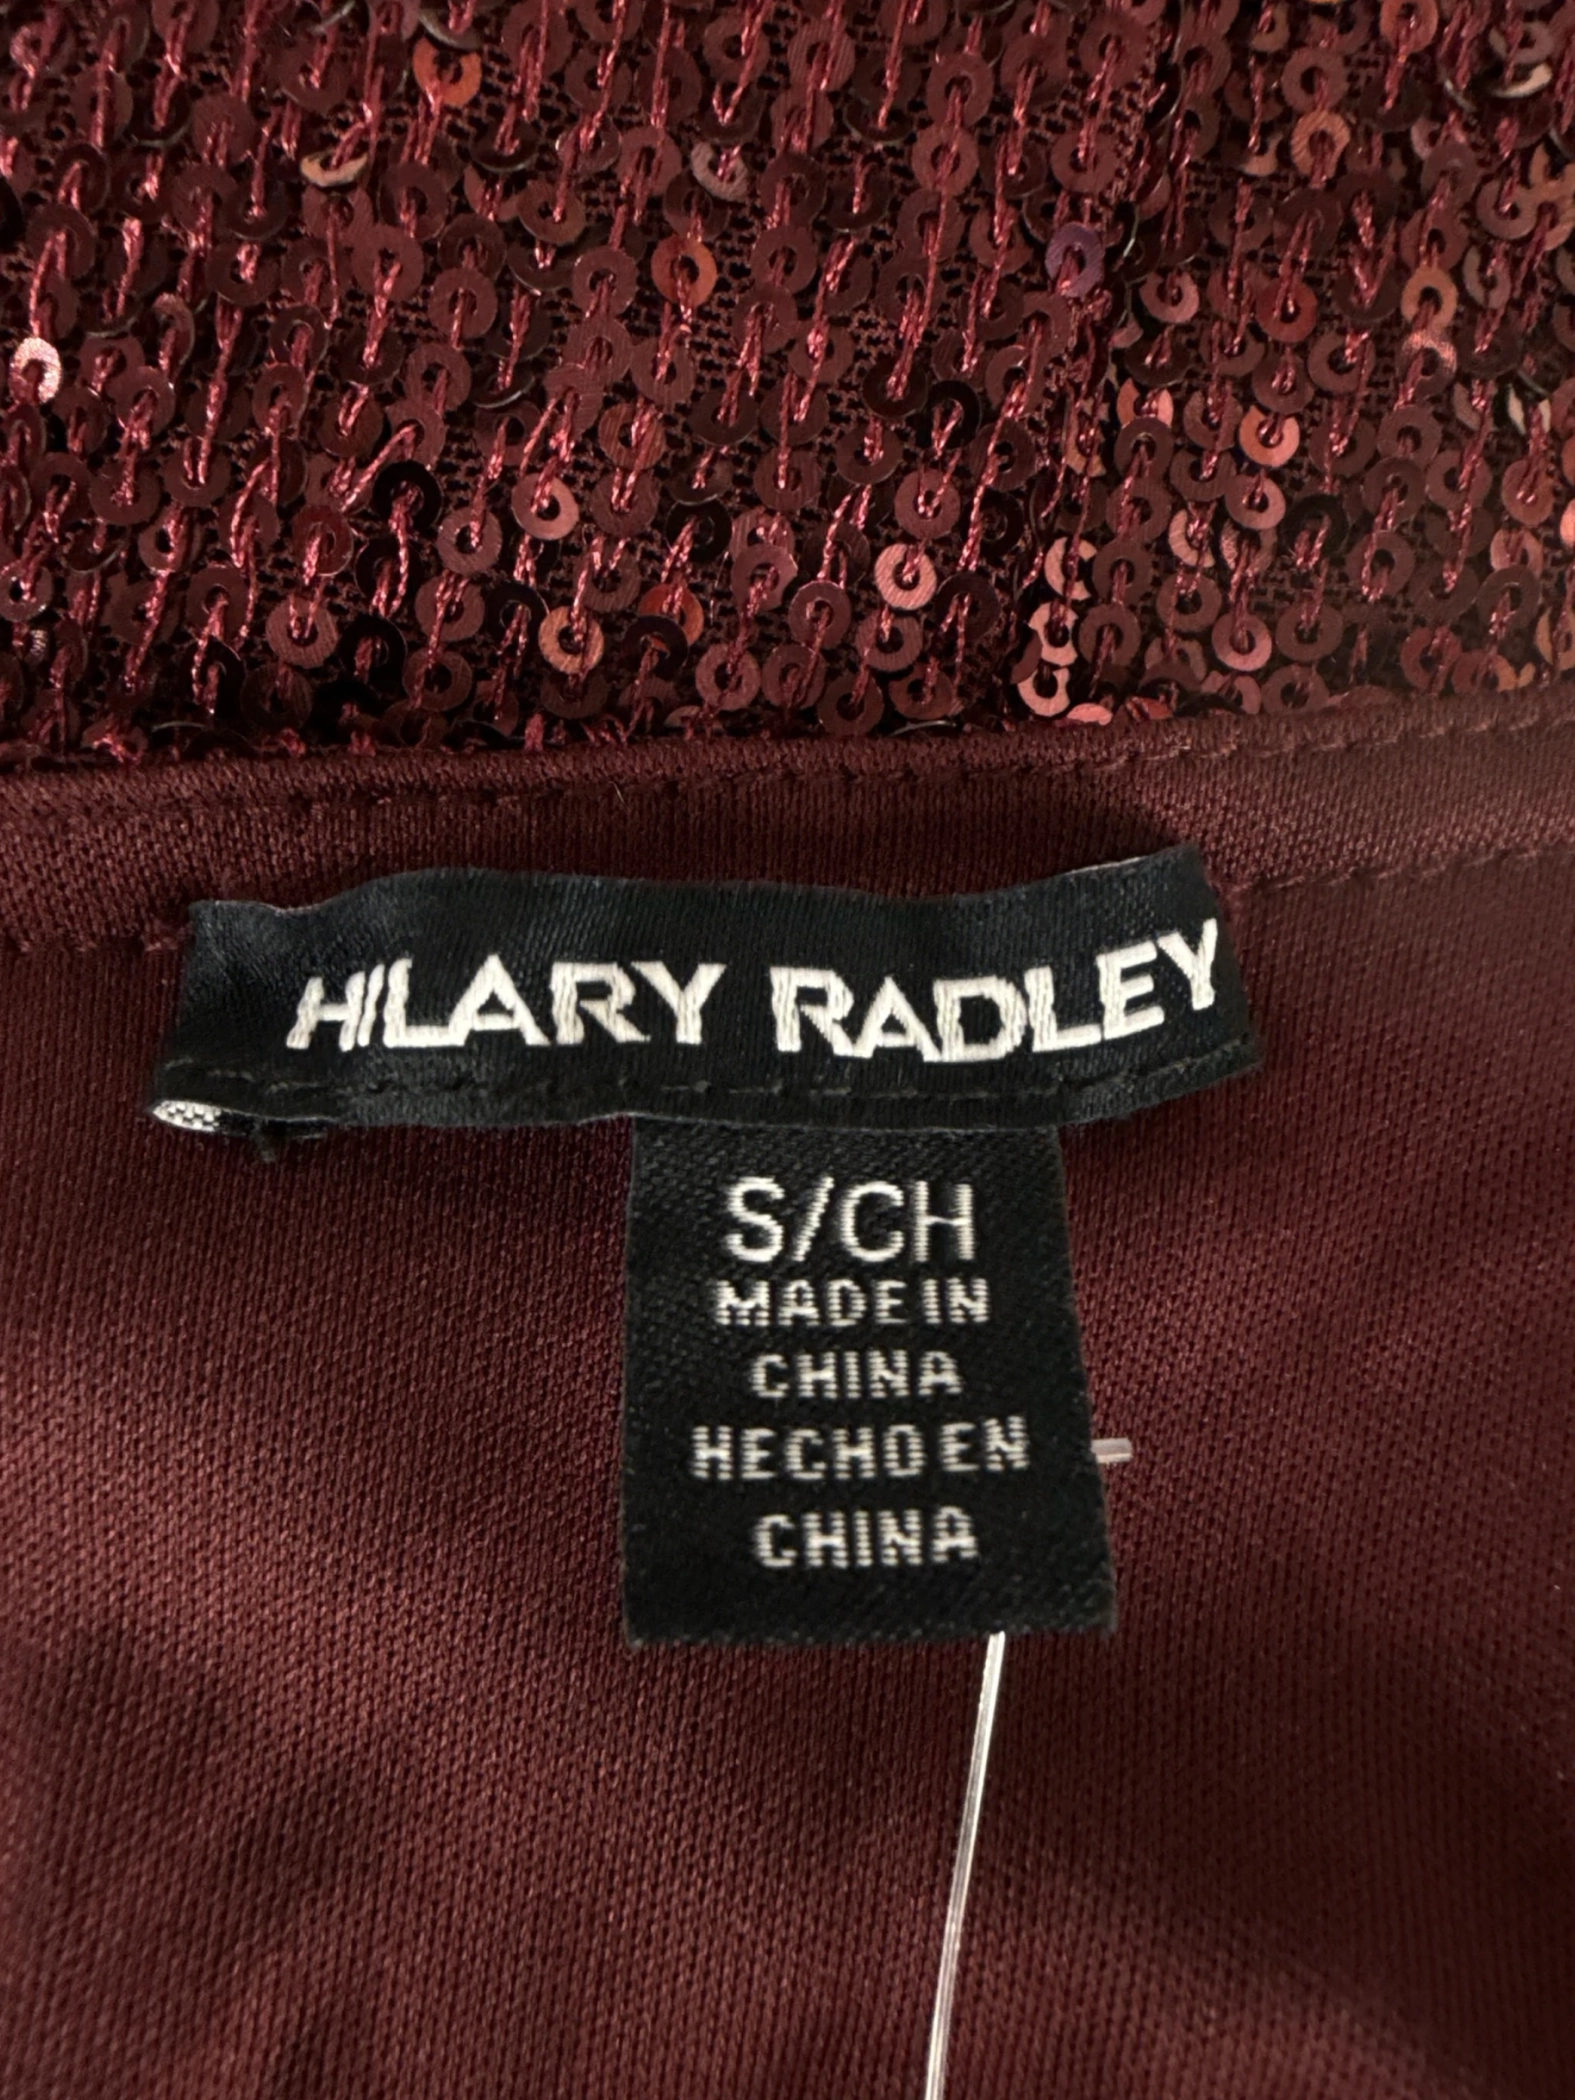 HILARY RADLEY
S/CH
MADE IN
CHINA
HECHO EN
CHINA